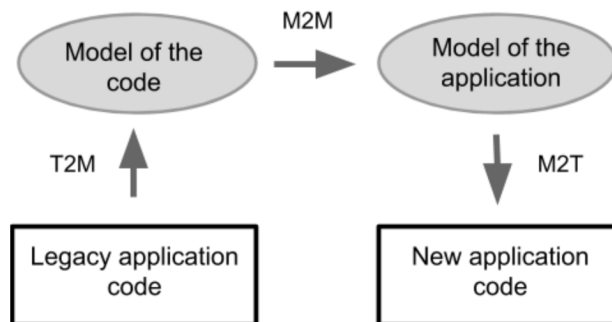 M2M
Model of the
code
Model of the
application
T2M
M2T
Legacy application
code
New application
code